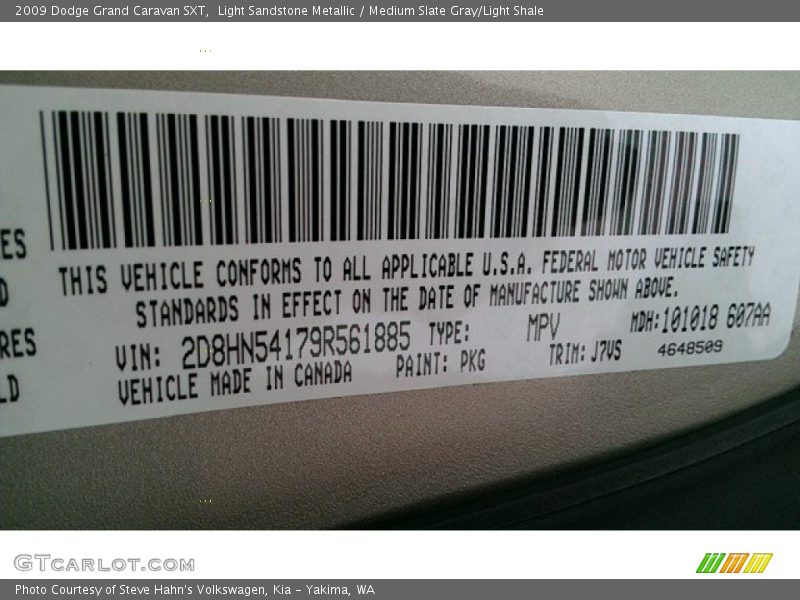 2009 Dodge Grand Caravan SXT, Light Sandstone Metallic / Medium Slate Gray/Light Shale
ES
D
RES
LD
THIS VEHICLE CONFORMS TO ALL APPLICABLE U.S.A. FEDERAL MOTOR VEHICLE SAFETY
STANDARDS IN EFFECT ON THE DATE OF MANUFACTURE SHOWN ABOVE.
VIN: 2D8HN54179R561885 TYPE: MPV MDH:101018 607AA
VEHICLE MADE IN CANADA PAINT: PKG TRIM: J7VS 4648509
GTCARLOT.COM
Photo Courtesy of Steve Hahn's Volkswagen, Kia - Yakima, WA